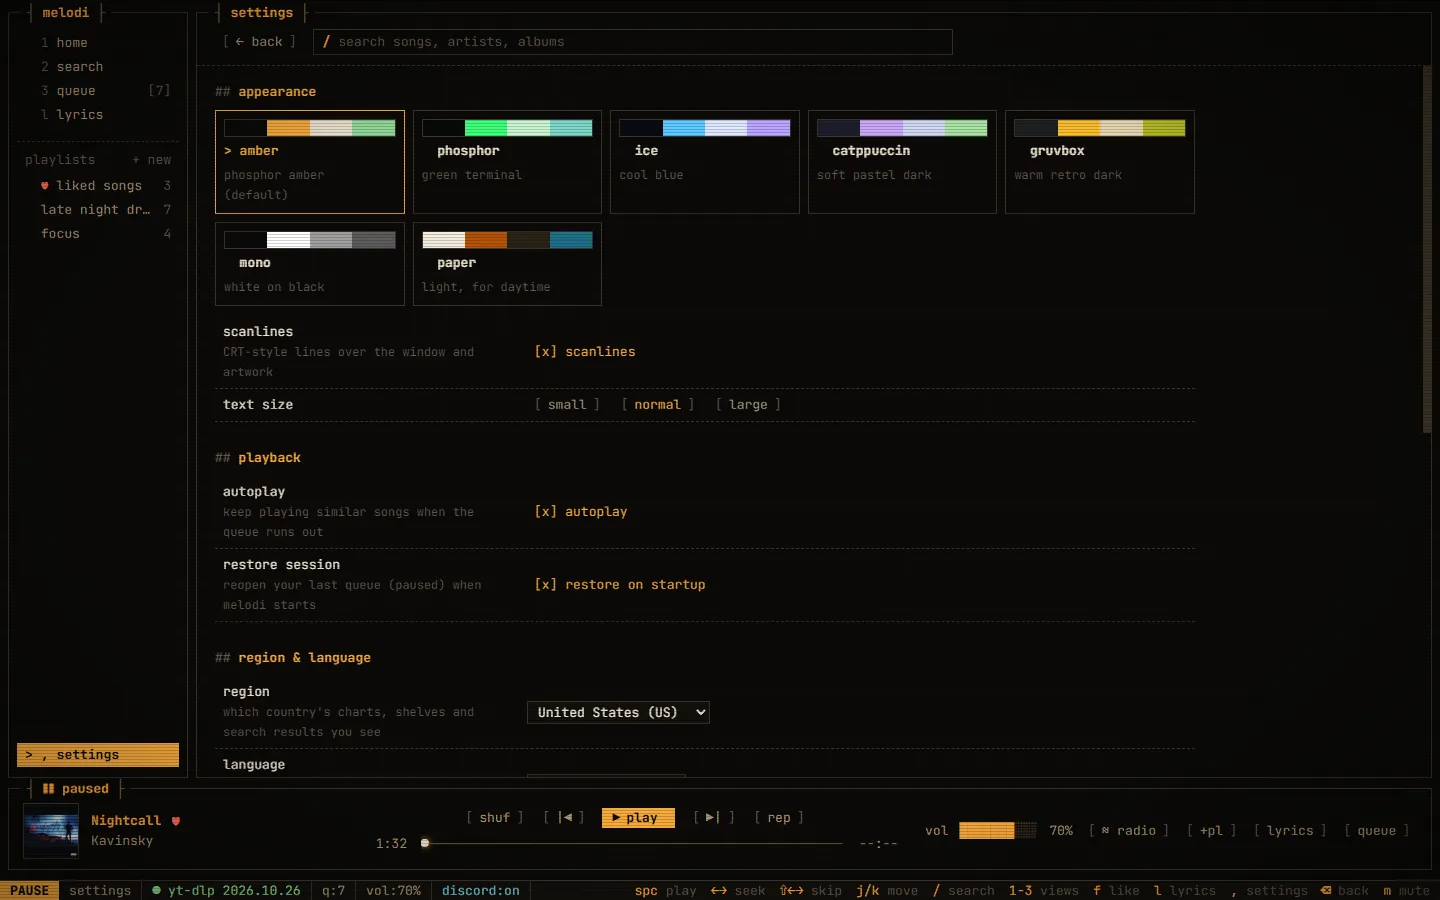 melodi
1 home
2 search
3 queue [7]
l lyrics
playlists + new
♥ liked songs 3
late night dr… 7
focus 4
> , settings
settings
[ ← back ] / search songs, artists, albums
## appearance
> amber
phosphor amber
(default)
phosphor
green terminal
ice
cool blue
catppuccin
soft pastel dark
gruvbox
warm retro dark
mono
white on black
paper
light, for daytime
scanlines
CRT-style lines over the window and
artwork
[x] scanlines
text size [ small ] [ normal ] [ large ]
## playback
autoplay
keep playing similar songs when the
queue runs out
[x] autoplay
restore session
reopen your last queue (paused) when
melodi starts
[x] restore on startup
## region & language
region
which country's charts, shelves and
search results you see
United States (US)
language
paused
Nightcall ♥
Kavinsky
[ shuf ] [ |◀ ] ▶ play [ ▶| ] [ rep ]
1:32 --:--
vol 70% [ ≈ radio ] [ +pl ] [ lyrics ] [ queue ]
PAUSE settings ● yt-dlp 2026.10.26 q:7 vol:70% discord:on
spc play ←→ seek ⇧←→ skip j/k move / search 1-3 views f like l lyrics , settings ⌫ back m mute